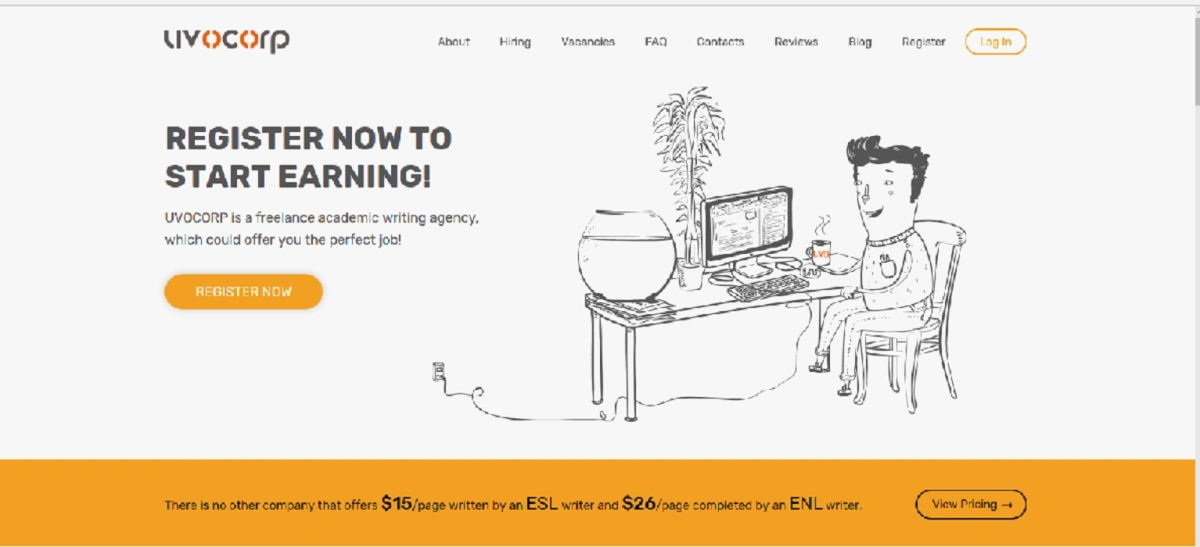 UVOCORP
About Hiring Vacancies FAQ Contacts Reviews Blog Register Log In
REGISTER NOW TO
START EARNING!
UVOCORP is a freelance academic writing agency,
which could offer you the perfect job!
REGISTER NOW
UVO
There is no other company that offers $15/page written by an ESL writer and $26/page completed by an ENL writer.
View Pricing →